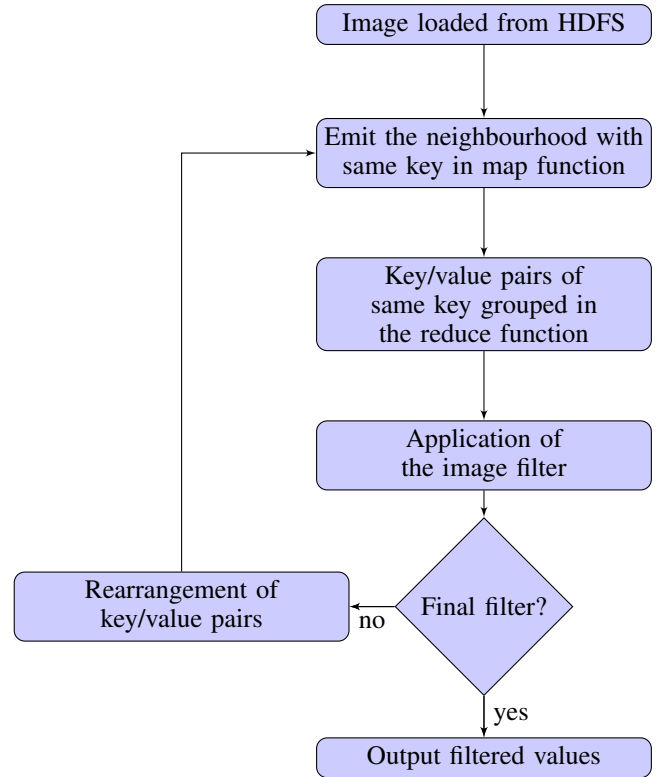 Image loaded from HDFS
Emit the neighbourhood with
same key in map function
Key/value pairs of
same key grouped in
the reduce function
Application of
the image filter
Final filter?
no
Rearrangement of
key/value pairs
yes
Output filtered values